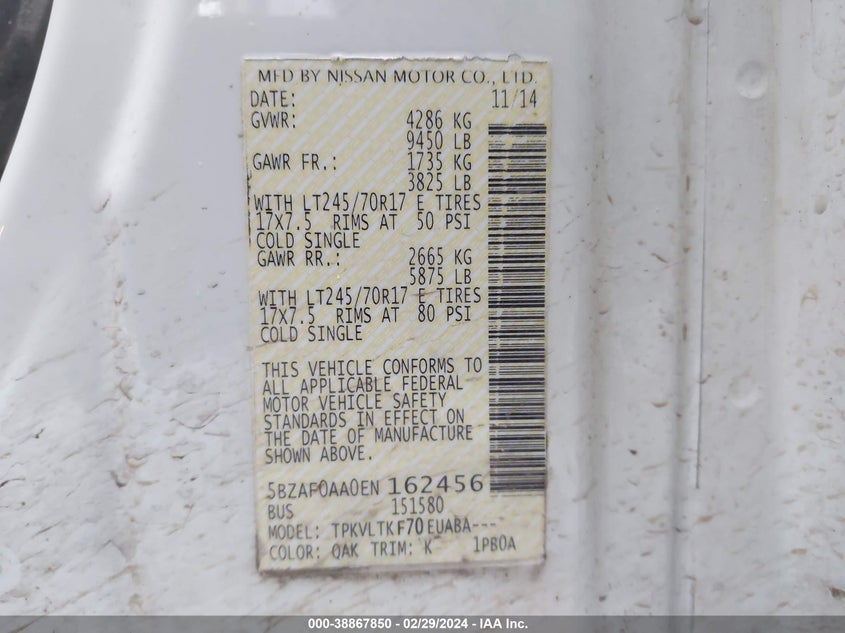 MFD BY NISSAN MOTOR CO., LTD.
DATE: 11/14
GVWR: 4286 KG
9450 LB
GAWR FR.: 1735 KG
3825 LB
WITH LT245/70R17 E TIRES
17X7.5 RIMS AT 50 PSI
COLD SINGLE
GAWR RR.: 2665 KG
5875 LB
WITH LT245/70R17 E TIRES
17X7.5 RIMS AT 80 PSI
COLD SINGLE
THIS VEHICLE CONFORMS TO
ALL APPLICABLE FEDERAL
MOTOR VEHICLE SAFETY
STANDARDS IN EFFECT ON
THE DATE OF MANUFACTURE
SHOWN ABOVE.
5BZAF0AA0EN 162456
BUS 151580
MODEL: TPKVLTKF70EUABA---
COLOR: QAK TRIM: K 1PB0A
000-38867850 - 02/29/2024 - IAA Inc.